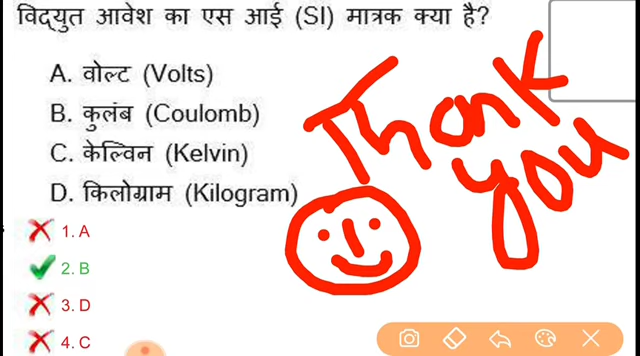 विद्युत आवेश का एस आई (SI) मात्रक क्या है?
A. वोल्ट (Volts)
B. कुलंब (Coulomb)
C. केल्विन (Kelvin)
D. किलोग्राम (Kilogram)
Thank
you
1. A
2. B
3. D
4. C